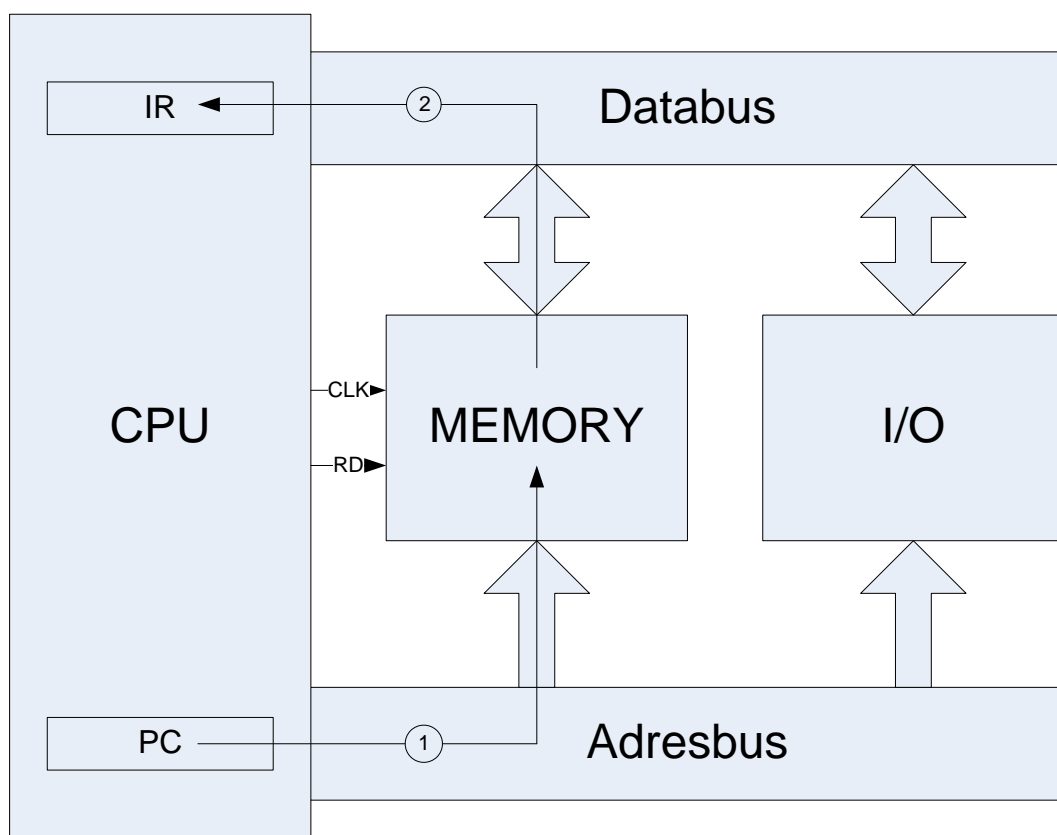 IR
2
Databus
CLK
CPU
MEMORY
I/O
RD
PC
1
Adresbus